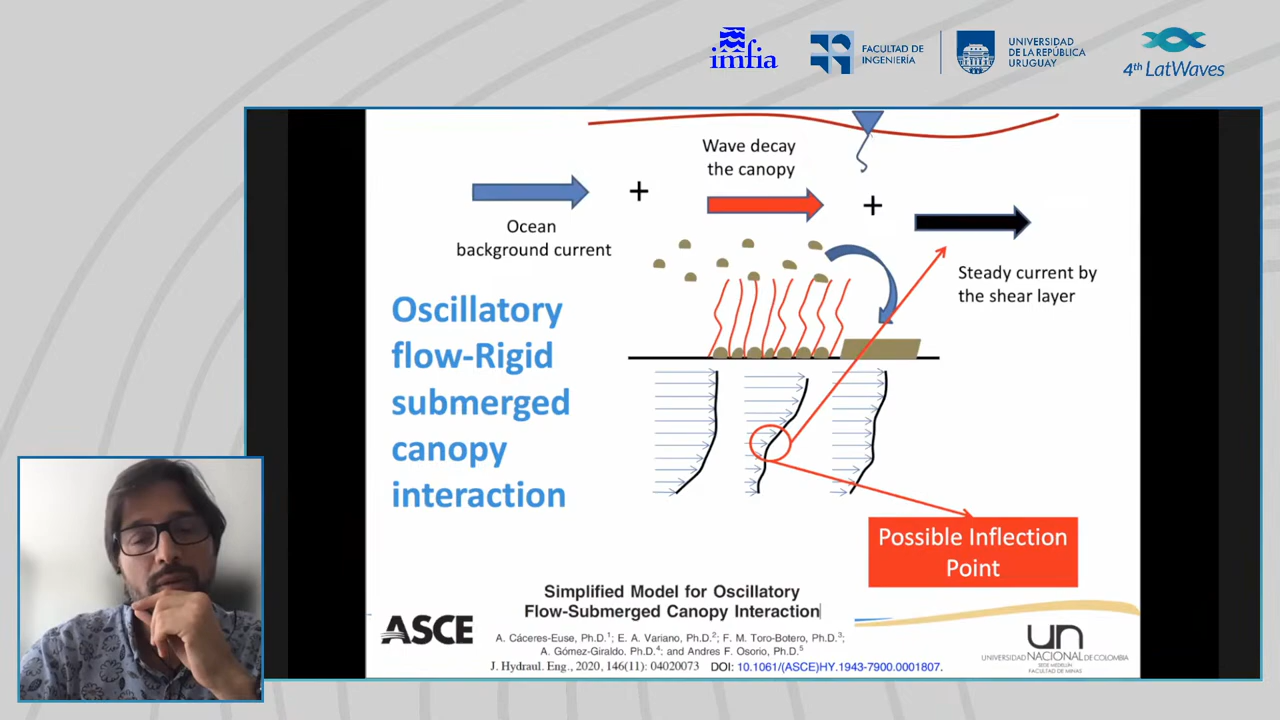 imfia
FACULTAD DE
INGENIERÍA
UNIVERSIDAD
DE LA REPÚBLICA
URUGUAY
4th LatWaves
Wave decay
the canopy
+
+
Ocean
background current
Steady current by
the shear layer
Oscillatory
flow-Rigid
submerged
canopy
interaction
Possible Inflection
Point
Simplified Model for Oscillatory
Flow-Submerged Canopy Interaction
ASCE
A. Cáceres-Euse, Ph.D.¹; E. A. Variano, Ph.D.²; F. M. Toro-Botero, Ph.D.³;
A. Gómez-Giraldo, Ph.D.⁴; and Andres F. Osorio, Ph.D.⁵
J. Hydraul. Eng., 2020, 146(11): 04020073 DOI: 10.1061/(ASCE)HY.1943-7900.0001807.
un
UNIVERSIDAD NACIONAL DE COLOMBIA
SEDE MEDELLÍN
FACULTAD DE MINAS